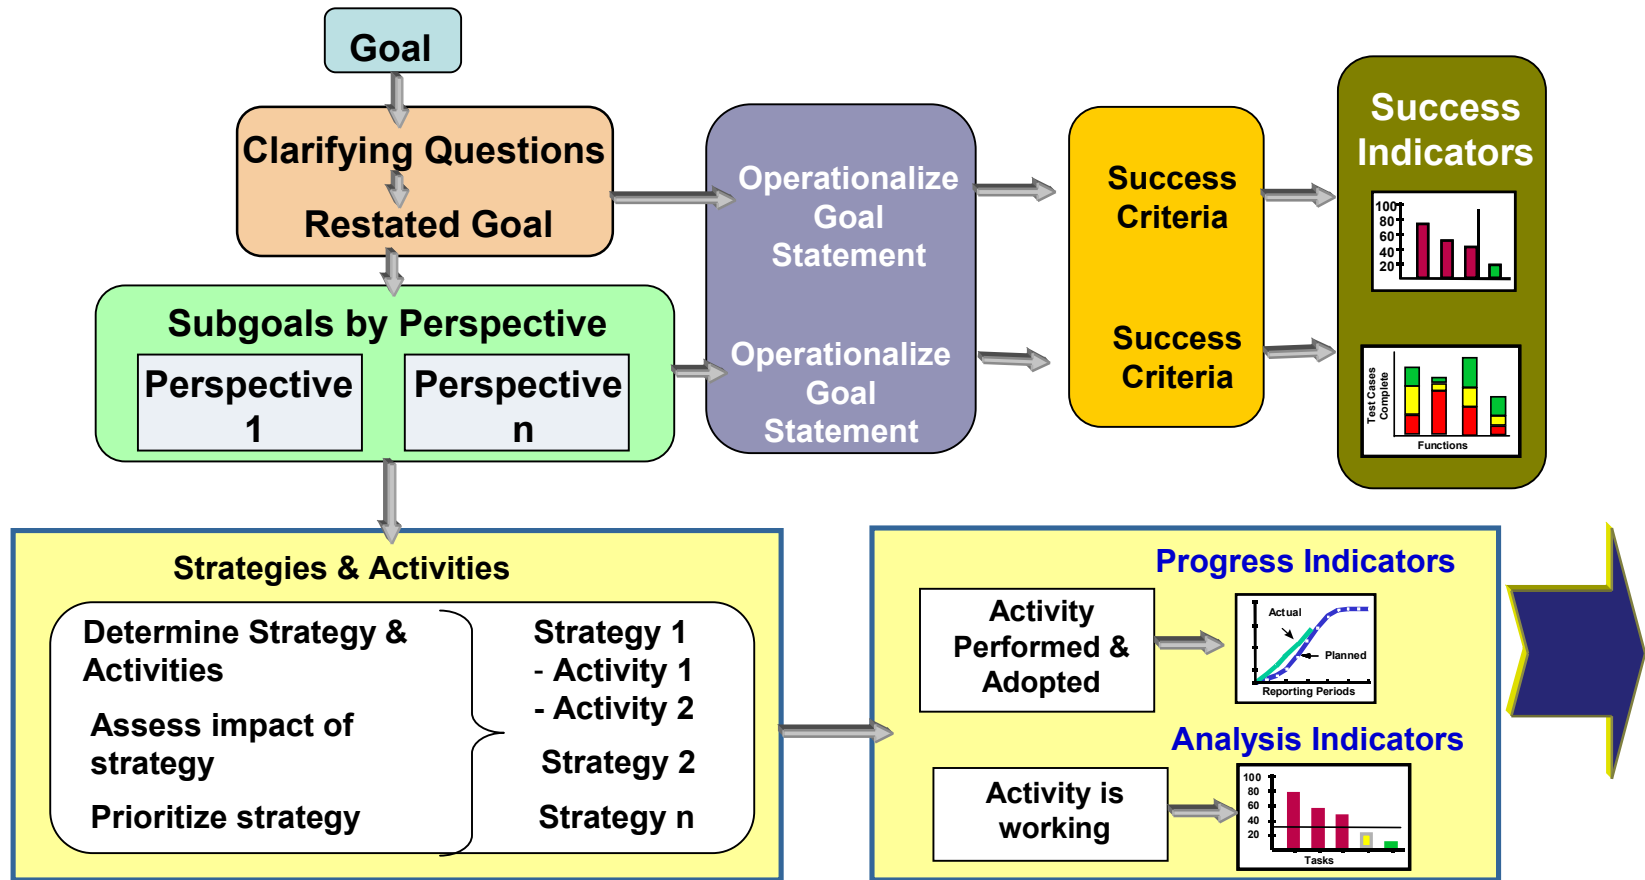 Goal
Clarifying Questions
Restated Goal
Subgoals by Perspective
Perspective
1
Perspective
n
Operationalize
Goal
Statement
Operationalize
Goal
Statement
Success
Criteria
Success
Criteria
Success
Indicators
100
80
60
40
20
Test Cases
Complete
Functions
Strategies & Activities
Determine Strategy &
Activities
Assess impact of
strategy
Prioritize strategy
Strategy 1
- Activity 1
- Activity 2
Strategy 2
Strategy n
Progress Indicators
Activity
Performed &
Adopted
Actual
Planned
Reporting Periods
Analysis Indicators
Activity is
working
100
80
60
40
20
Tasks